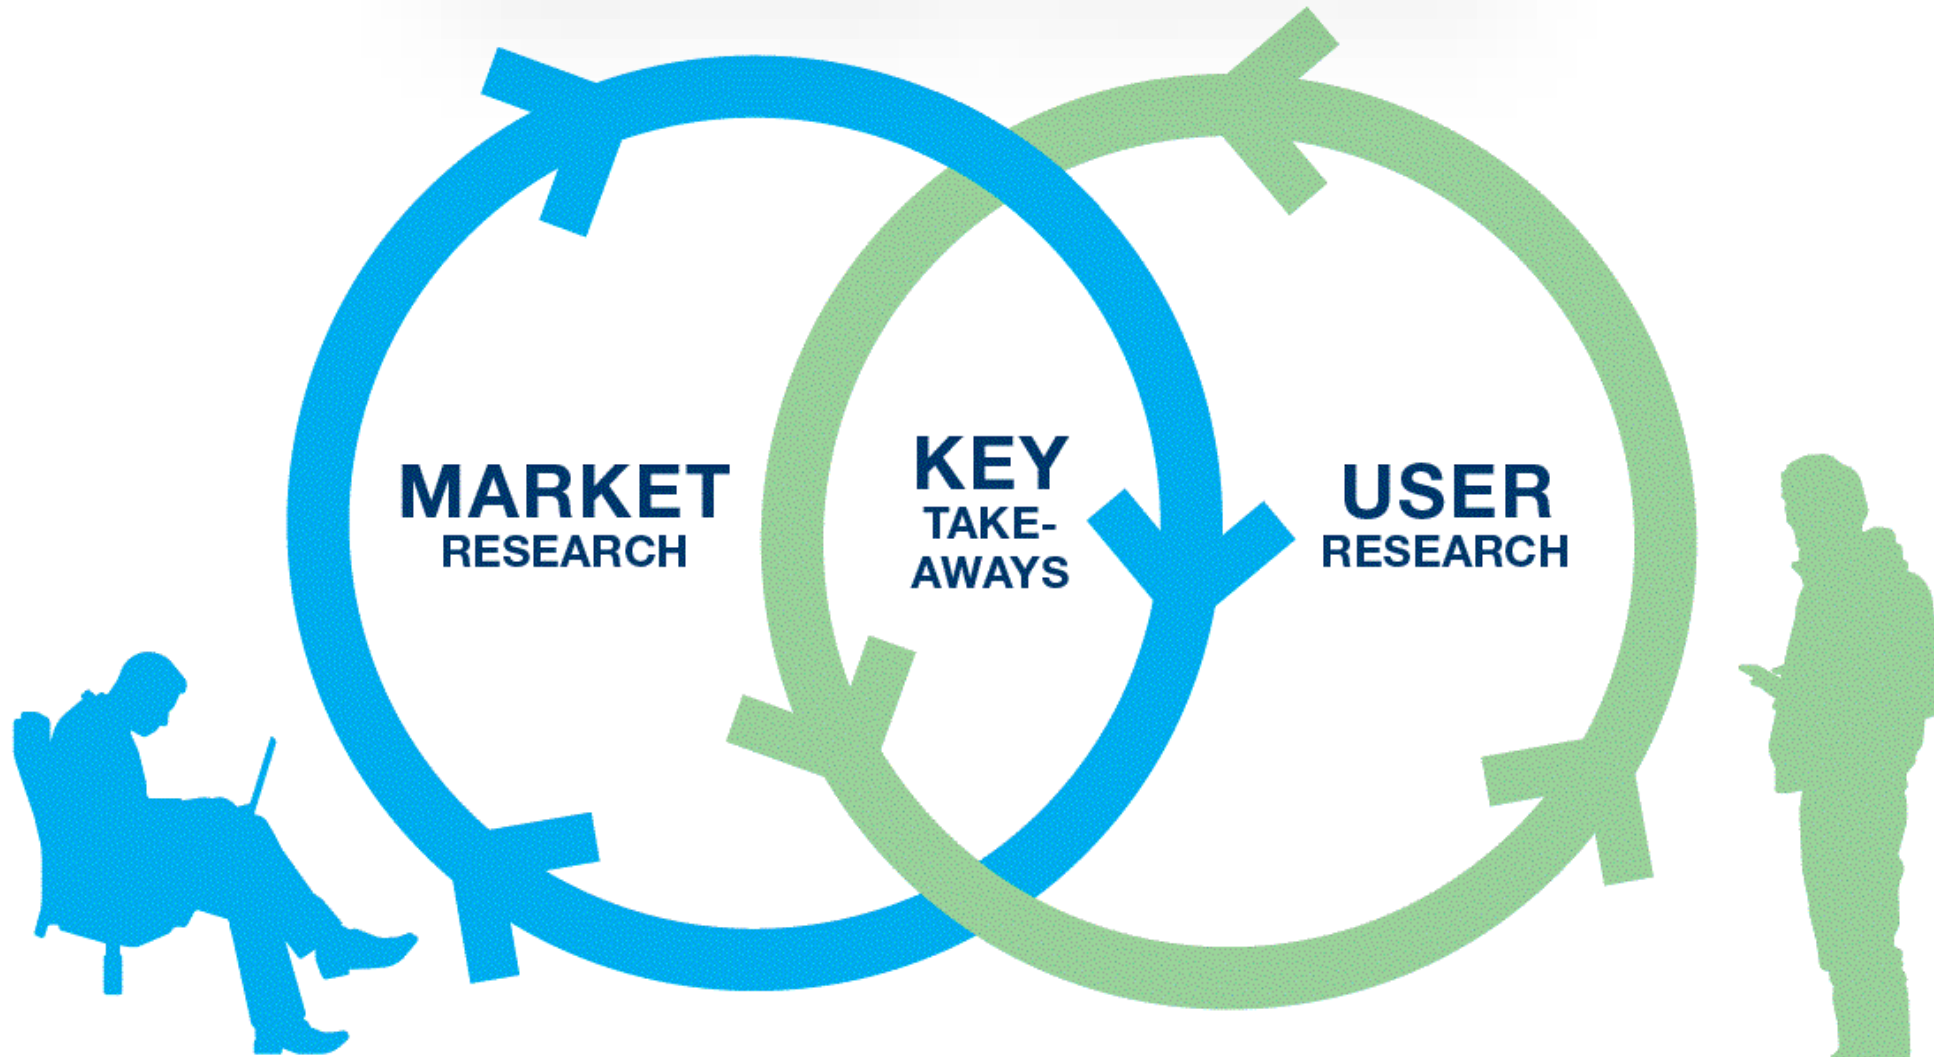 MARKET
RESEARCH
KEY
TAKE-
AWAYS
USER
RESEARCH